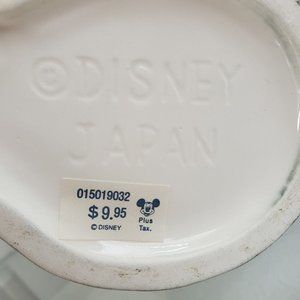 ©DISNEY
JAPAN
015019032
$9.95
Plus
Tax.
©DISNEY